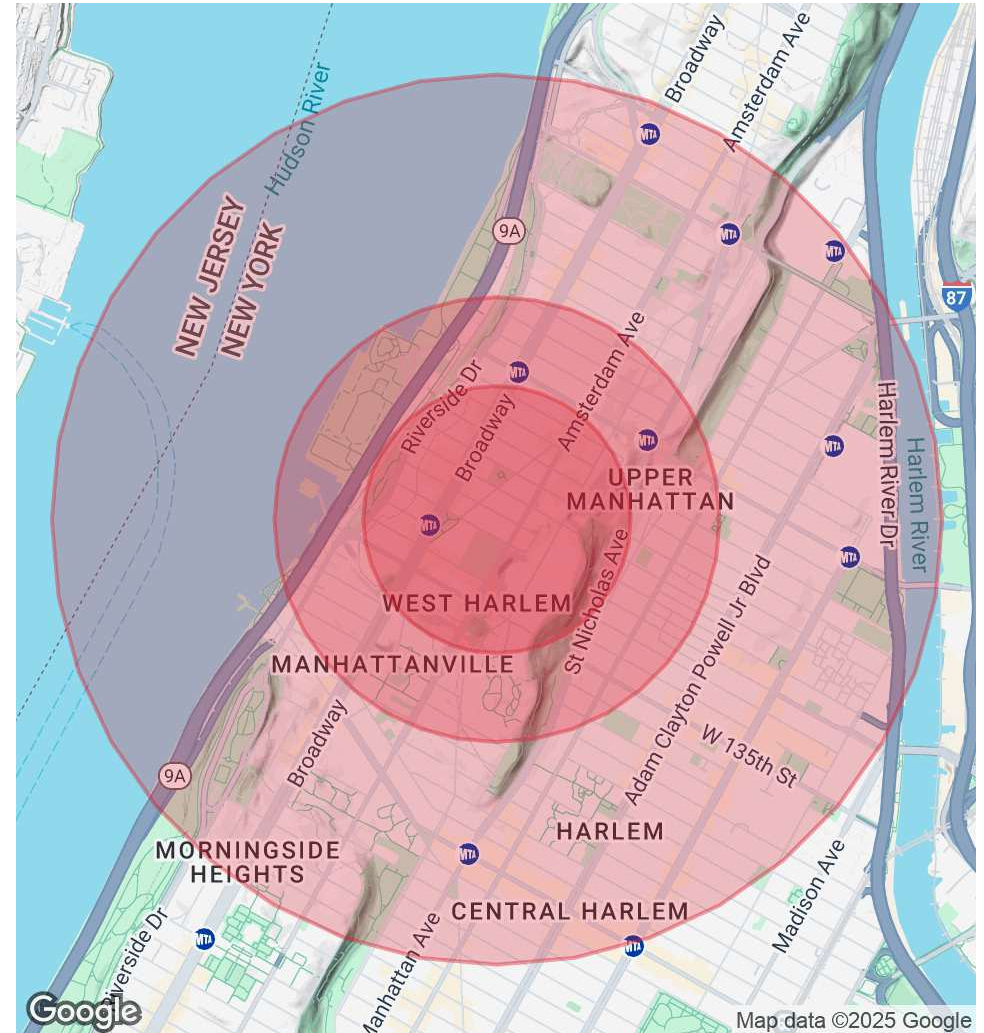 Broadway
Amsterdam Ave
Hudson River
MTA
NEW JERSEY
NEW YORK
9A
MTA
MTA
87
Riverside Dr
MTA
Broadway
Amsterdam Ave
MTA
MTA
Harlem River Dr
Harlem River
UPPER
MANHATTAN
MTA
MTA
WEST HARLEM
St Nicholas Ave
MANHATTANVILLE
Adam Clayton Powell Jr Blvd
Broadway
W 135th St
9A
HARLEM
MORNINGSIDE
HEIGHTS
MTA
Madison Ave
CENTRAL HARLEM
MTA
MTA
Riverside Dr
Manhattan Ave
Google
Map data ©2025 Google